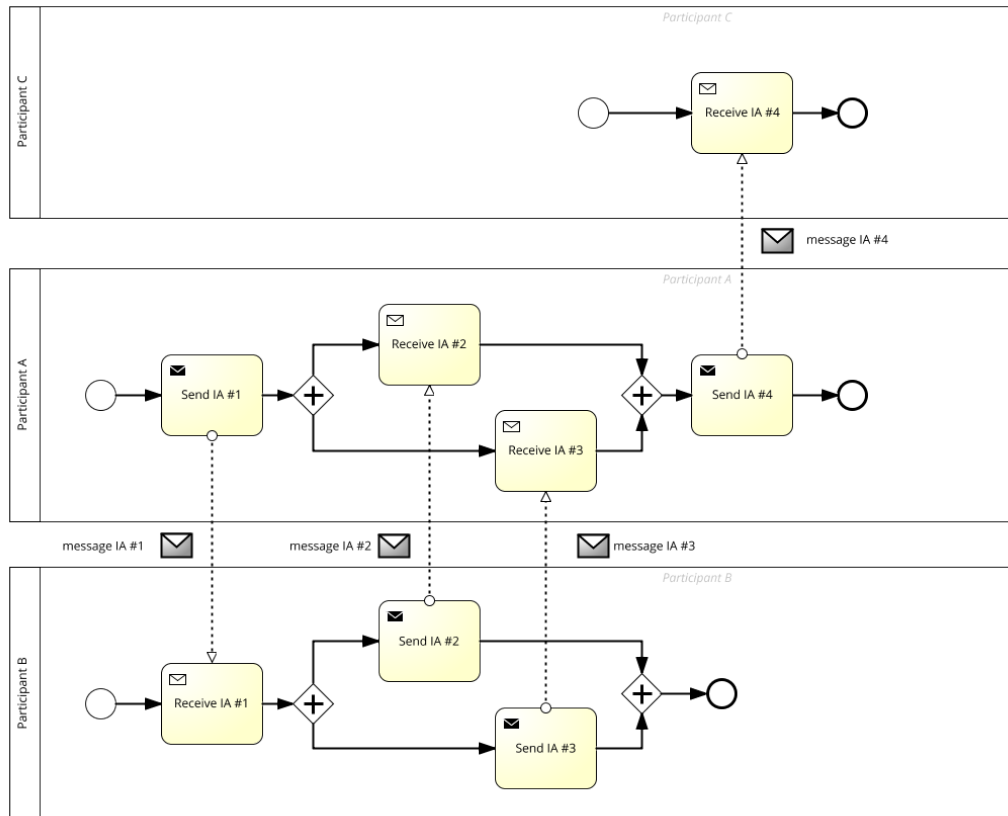 Participant C
Participant C
Receive IA #4
message IA #4
Participant A
Participant A
Receive IA #2
Send IA #1
Send IA #4
Receive IA #3
message IA #1
message IA #2
message IA #3
Participant B
Participant B
Send IA #2
Receive IA #1
Send IA #3